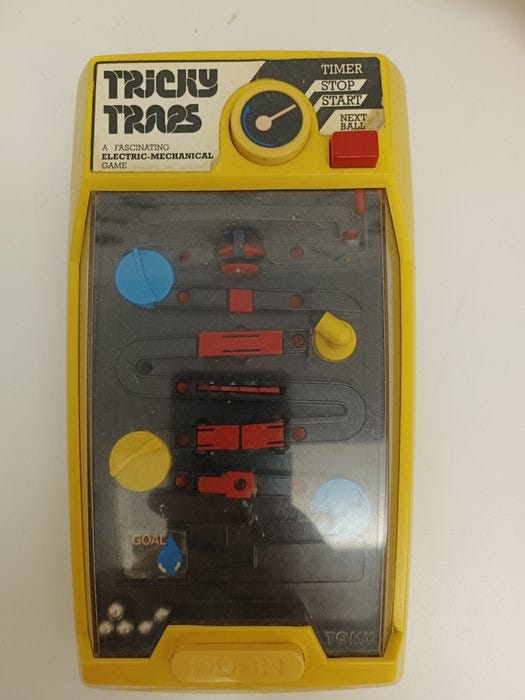 TRICKY
TRAPS
A FASCINATING
ELECTRIC-MECHANICAL
GAME
TIMER
STOP
START
NEXT
BALL
GOAL
TOMY
PUSH